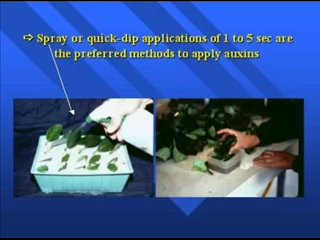 ⇨ Spray or quick-dip applications of 1 to 5 sec are
the preferred methods to apply auxins